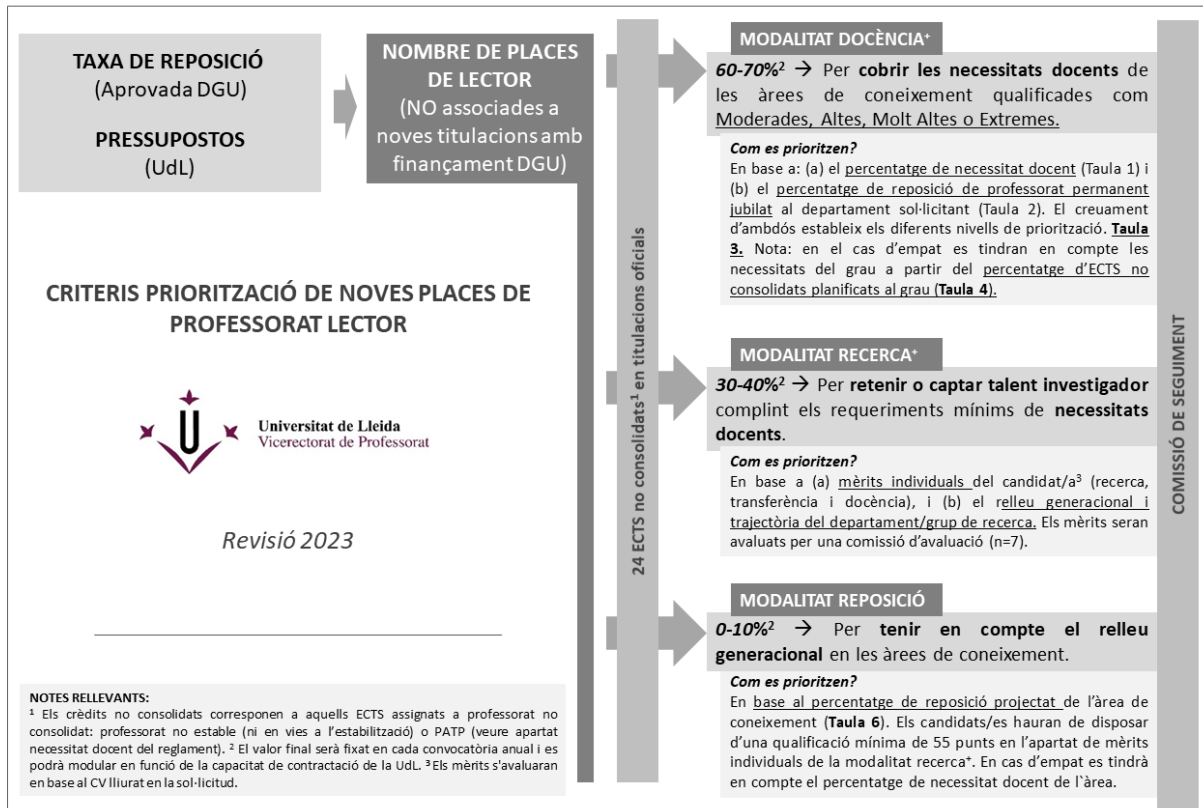 TAXA DE REPOSICIÓ
(Aprovada DGU)
PRESSUPOSTOS
(UdL)
NOMBRE DE PLACES
DE LECTOR
(NO associades a
noves titulacions amb
finançament DGU)
CRITERIS PRIORITZACIÓ DE NOVES PLACES DE
PROFESSORAT LECTOR
U
Universitat de Lleida
Vicerectorat de Professorat
Revisió 2023
NOTES RELLEVANTS:
¹ Els crèdits no consolidats corresponen a aquells ECTS assignats a professorat no
consolidat: professorat no estable (ni en vies a l'estabilització) o PATP (veure apartat
necessitat docent del reglament). ² El valor final serà fixat en cada convocatòria anual i es
podrà modular en funció de la capacitat de contractació de la UdL. ³ Els mèrits s'avaluaran
en base al CV lliurat en la sol·licitud.
24 ECTS no consolidats¹ en titulacions oficials
MODALITAT DOCÈNCIA⁺
60-70%² → Per cobrir les necessitats docents de
les àrees de coneixement qualificades com
Moderades, Altes, Molt Altes o Extremes.
Com es prioritzen?
En base a: (a) el percentatge de necessitat docent (Taula 1) i
(b) el percentatge de reposició de professorat permanent
jubilat al departament sol·licitant (Taula 2). El creuament
d'ambdós estableix els diferents nivells de priorització. Taula
3. Nota: en el cas d'empat es tindran en compte les
necessitats del grau a partir del percentatge d'ECTS no
consolidats planificats al grau (Taula 4).
MODALITAT RECERCA⁺
30-40%² → Per retenir o captar talent investigador
complint els requeriments mínims de necessitats
docents.
Com es prioritzen?
En base a (a) mèrits individuals del candidat/a³ (recerca,
transferència i docència), i (b) el relleu generacional i
trajectòria del departament/grup de recerca. Els mèrits seran
avaluats per una comissió d'avaluació (n=7).
MODALITAT REPOSICIÓ
0-10%² → Per tenir en compte el relleu
generacional en les àrees de coneixement.
Com es prioritzen?
En base al percentatge de reposició projectat de l'àrea de
coneixement (Taula 6). Els candidats/es hauran de disposar
d'una qualificació mínima de 55 punts en l'apartat de mèrits
individuals de la modalitat recerca⁺. En cas d'empat es tindrà
en compte el percentatge de necessitat docent de l`àrea.
COMISSIÓ DE SEGUIMENT